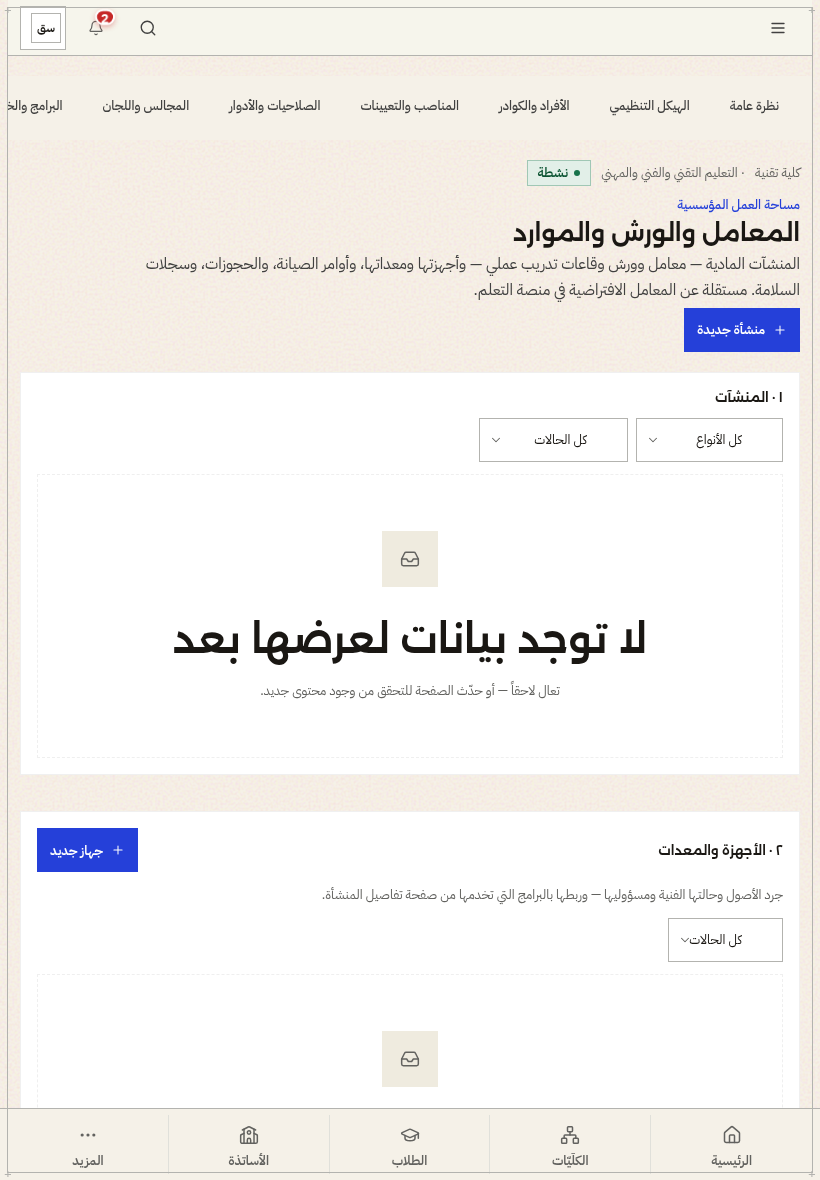 سق
2
نظرة عامة
الهيكل التنظيمي
الأفراد والكوادر
المناصب والتعيينات
الصلاحيات والأدوار
المجالس واللجان
البرامج والخ
كلية تقنية · التعليم التقني والفني والمهني
نشطة
مساحة العمل المؤسسية
المعامل والورش والموارد
المنشآت المادية — معامل وورش وقاعات تدريب عملي — وأجهزتها ومعداتها، وأوامر الصيانة، والحجوزات، وسجلات
السلامة. مستقلة عن المعامل الافتراضية في منصة التعلم.
منشأة جديدة
٠١ المنشآت
كل الأنواع
كل الحالات
لا توجد بيانات لعرضها بعد
تعال لاحقاً — أو حدّث الصفحة للتحقق من وجود محتوى جديد.
٠٢ الأجهزة والمعدات
جهاز جديد
جرد الأصول وحالتها الفنية ومسؤوليها — وربطها بالبرامج التي تخدمها من صفحة تفاصيل المنشأة.
كل الحالات
الرئيسية
الكلّيّات
الطلاب
الأساتذة
المزيد